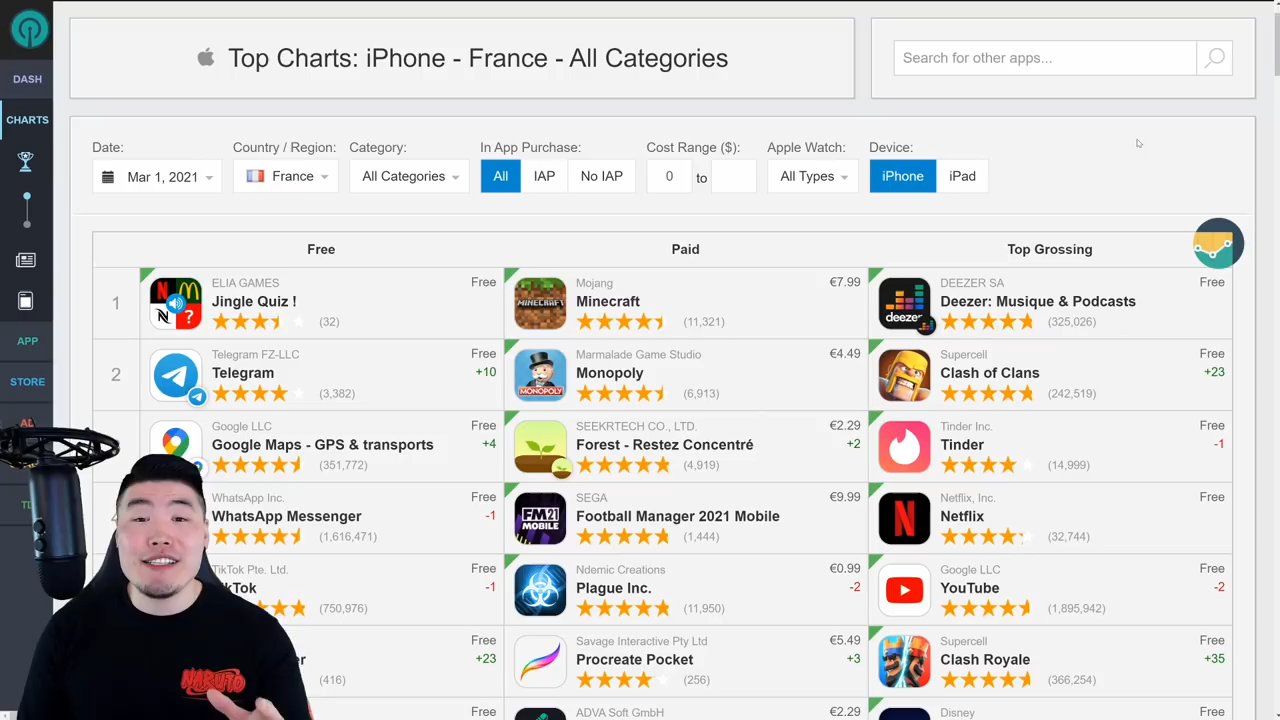 Top Charts: iPhone - France - All Categories
Search for other apps...
DASH
CHARTS
APP
STORE
Date:
Country / Region:
Category:
In App Purchase:
Cost Range ($):
Apple Watch:
Device:
Mar 1, 2021
France
All Categories
All
IAP
No IAP
0
to
All Types
iPhone
iPad
Free
Paid
Top Grossing
1
ELIA GAMES
Free
Jingle Quiz !
(32)
Mojang
€7.99
Minecraft
MINECRAFT
(11,321)
DEEZER SA
Free
Deezer: Musique & Podcasts
deezer
(325,026)
2
Telegram FZ-LLC
Free
Telegram
+10
(3,382)
Marmalade Game Studio
€4.49
Monopoly
MONOPOLY
(6,913)
Supercell
Free
Clash of Clans
+23
(242,519)
Google LLC
Free
Google Maps - GPS & transports
+4
(351,772)
SEEKRTECH CO., LTD.
€2.29
Forest - Restez Concentré
+2
(4,919)
Tinder Inc.
Free
Tinder
-1
(14,999)
WhatsApp Inc.
Free
WhatsApp Messenger
-1
(1,616,471)
SEGA
€9.99
Football Manager 2021 Mobile
FM21
MOBILE
(1,444)
Netflix, Inc.
Free
Netflix
(32,744)
TikTok Pte. Ltd.
Free
-1
(750,976)
Ndemic Creations
€0.99
Plague Inc.
-2
(11,950)
Google LLC
Free
YouTube
-2
(1,895,942)
Free
+23
(416)
Savage Interactive Pty Ltd
€5.49
Procreate Pocket
+3
(256)
Supercell
Free
Clash Royale
+35
(366,254)
Free
ADVA Soft GmbH
€2.29
Disney
Free
NARUTO